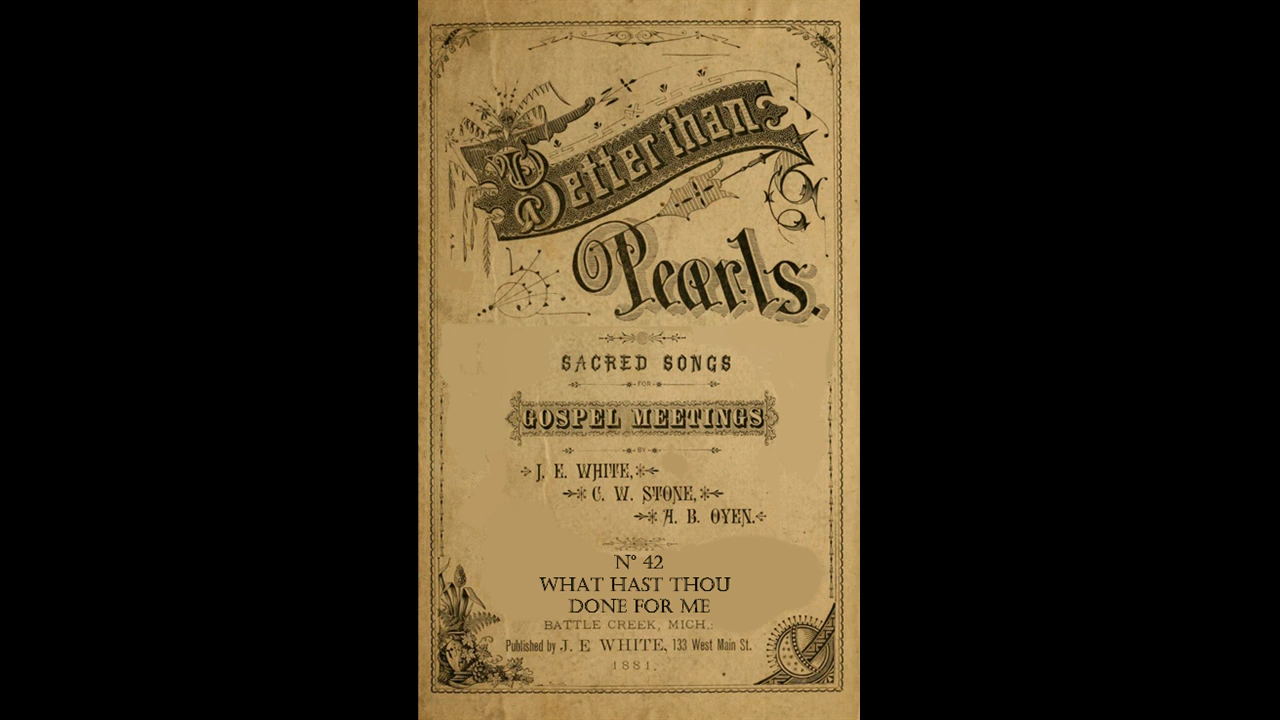 Better than
Pearls.
SACRED SONGS
FOR
GOSPEL MEETINGS
BY
J. E. WHITE,
C. W. STONE,
A. B. OYEN.
Nº 42
WHAT HAST THOU
DONE FOR ME
BATTLE CREEK, MICH.:
Published by J. E WHITE, 133 West Main St.
1881.